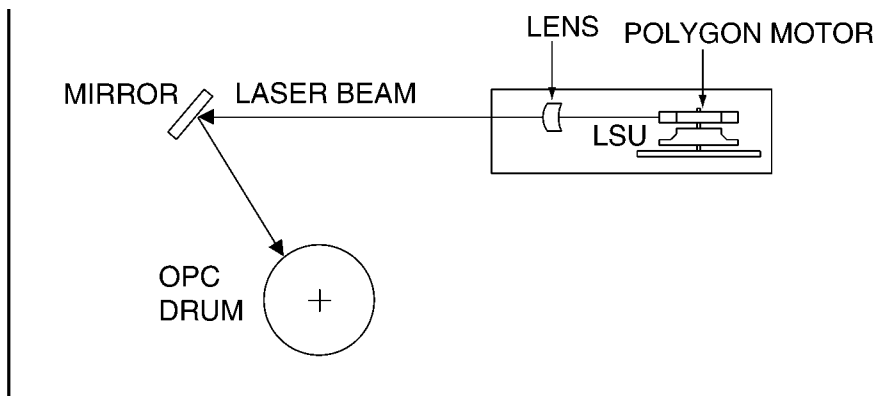 LENS
POLYGON MOTOR
MIRROR
LASER BEAM
LSU
OPC
DRUM